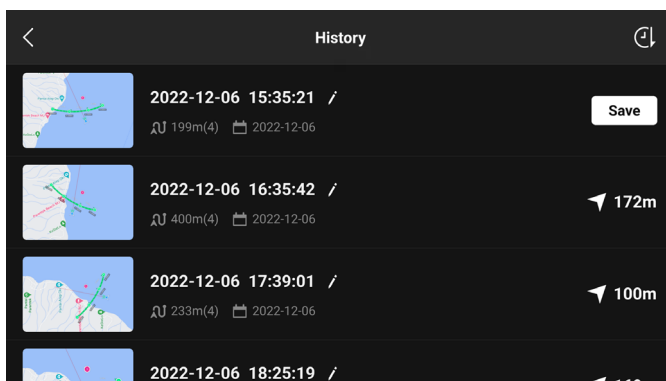 History
2022-12-06 15:35:21
199m(4) 2022-12-06
Save
2022-12-06 16:35:42
400m(4) 2022-12-06
172m
2022-12-06 17:39:01
233m(4) 2022-12-06
100m
2022-12-06 18:25:19